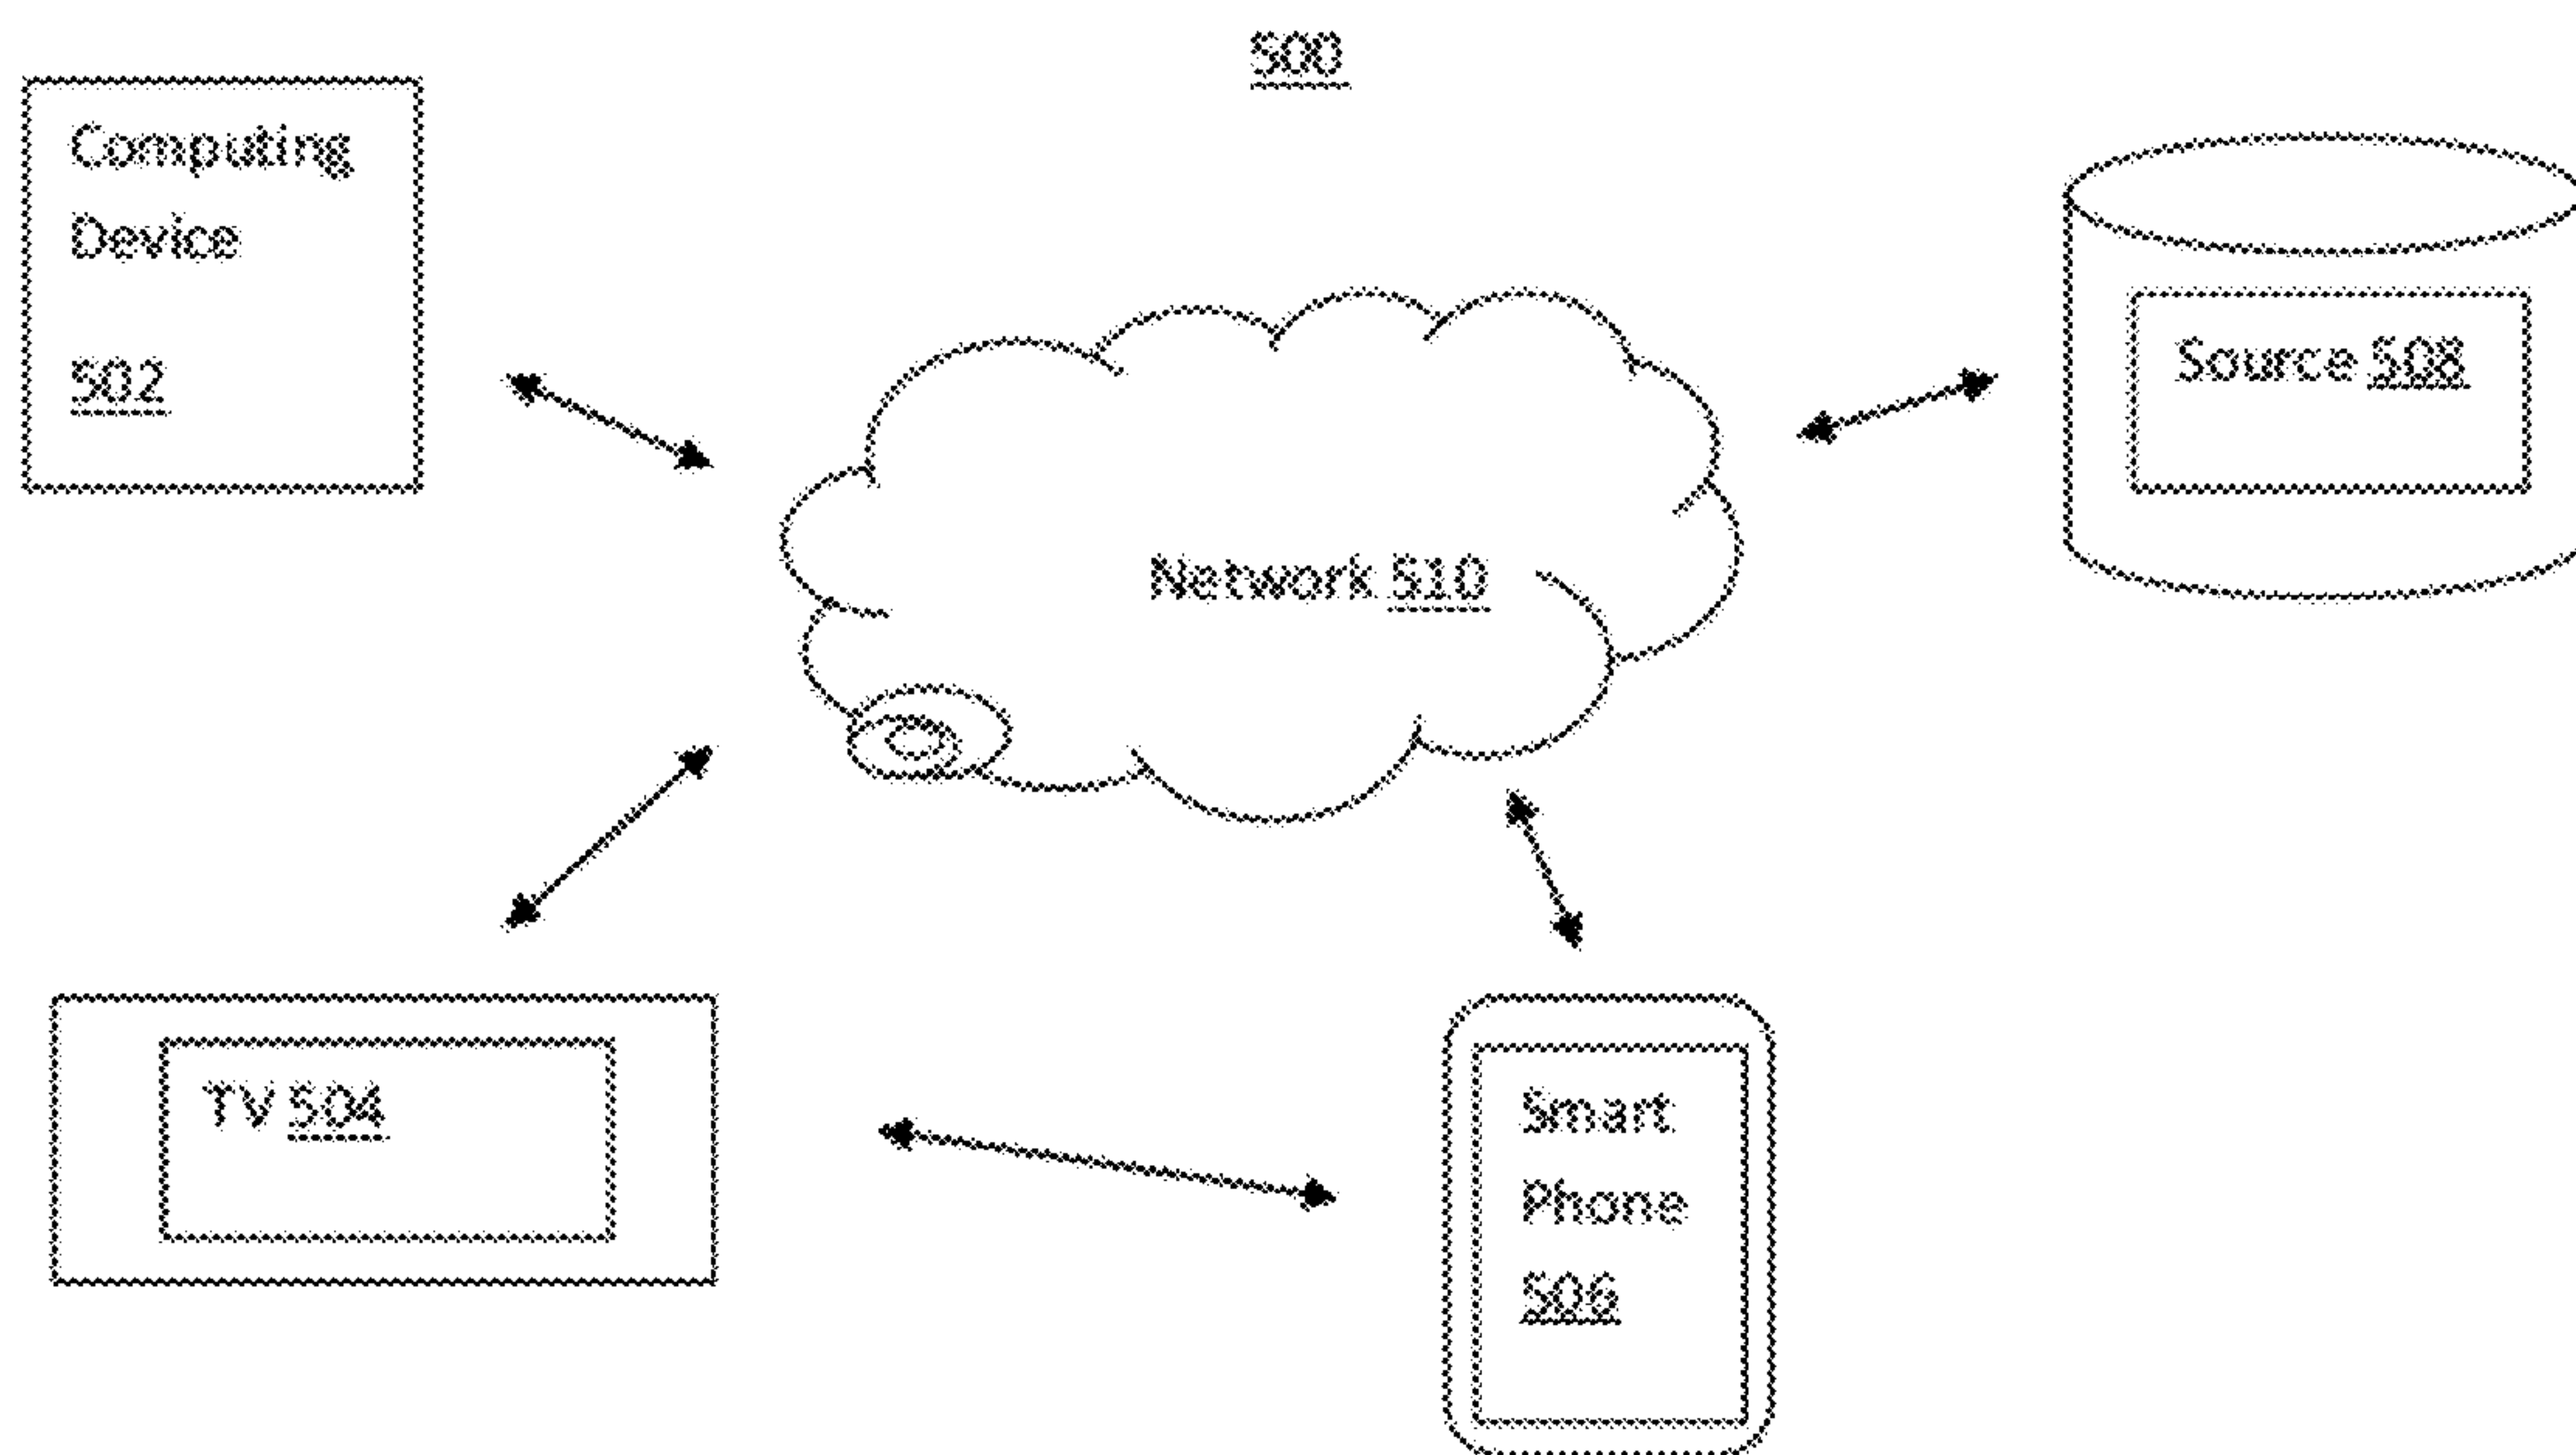 500
Computing
Device
502
Source 508
Network 510
TV 504
Smart
Phone
506